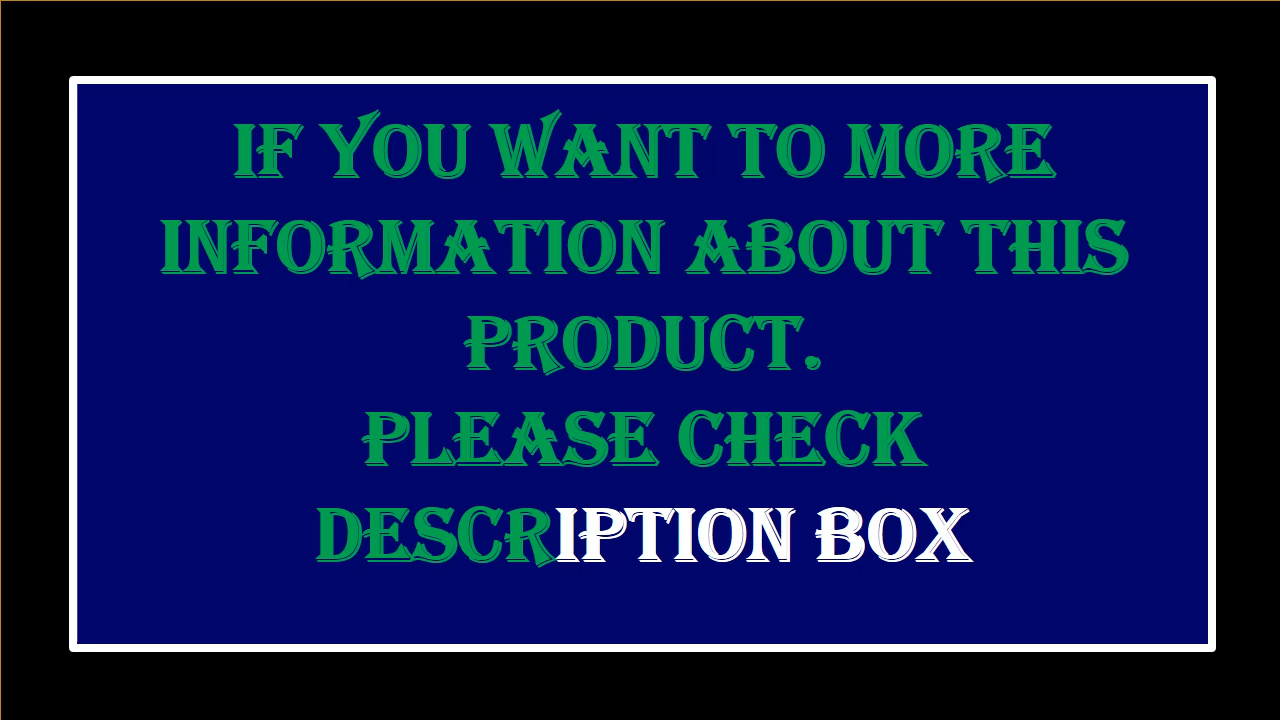 IF YOU WANT TO MORE
INFORMATION ABOUT THIS
PRODUCT.
PLEASE CHECK
DESCRIPTION BOX